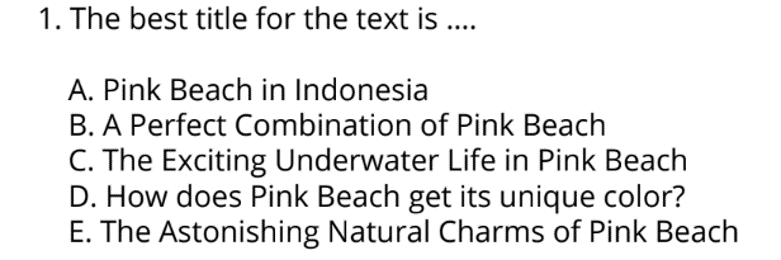 1. The best title for the text is ....
A. Pink Beach in Indonesia
B. A Perfect Combination of Pink Beach
C. The Exciting Underwater Life in Pink Beach
D. How does Pink Beach get its unique color?
E. The Astonishing Natural Charms of Pink Beach